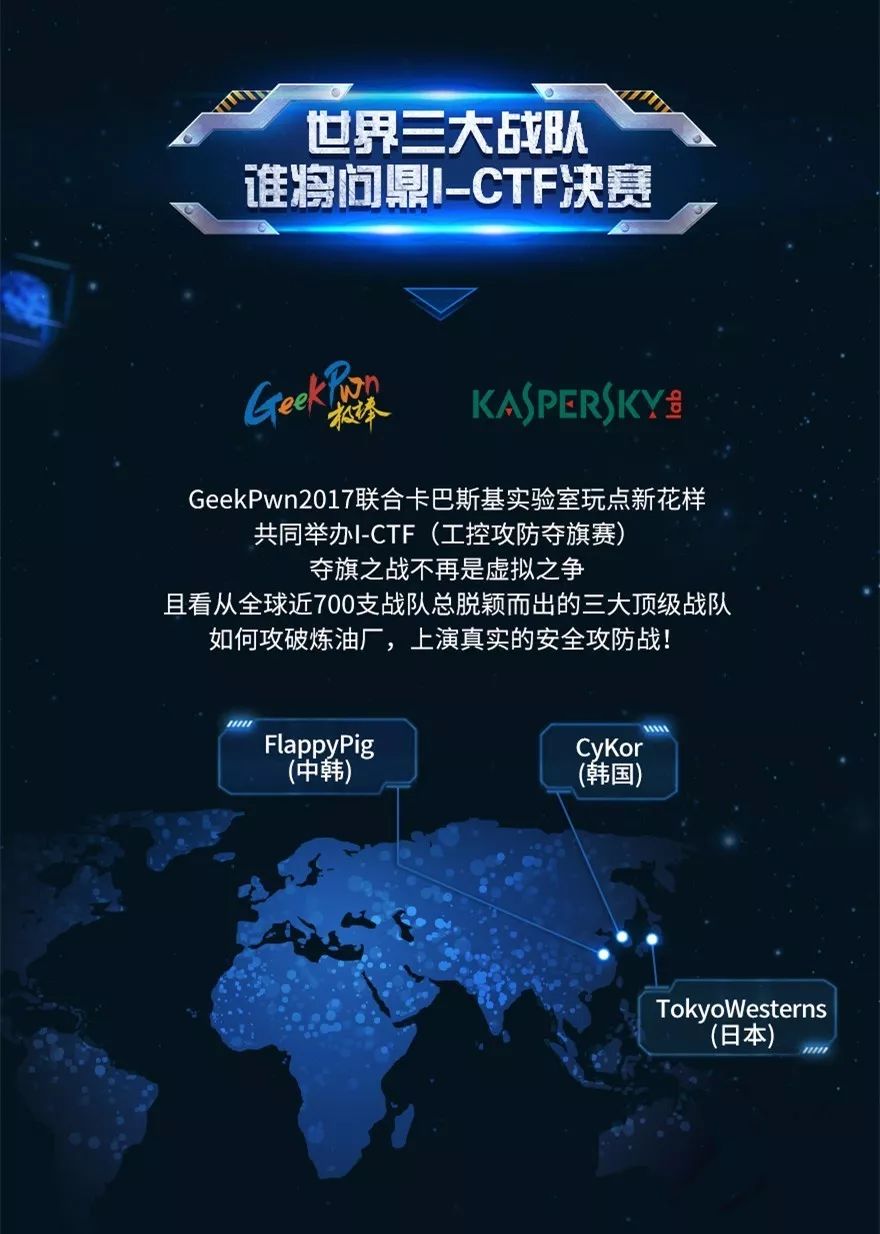 世界三大战队
谁将问鼎I-CTF决赛
GeekPwn
极棒
KASPERSKY lab
GeekPwn2017联合卡巴斯基实验室玩点新花样
共同举办I-CTF（工控攻防夺旗赛）
夺旗之战不再是虚拟之争
且看从全球近700支战队总脱颖而出的三大顶级战队
如何攻破炼油厂，上演真实的安全攻防战！
FlappyPig
(中韩)
CyKor
(韩国)
TokyoWesterns
(日本)